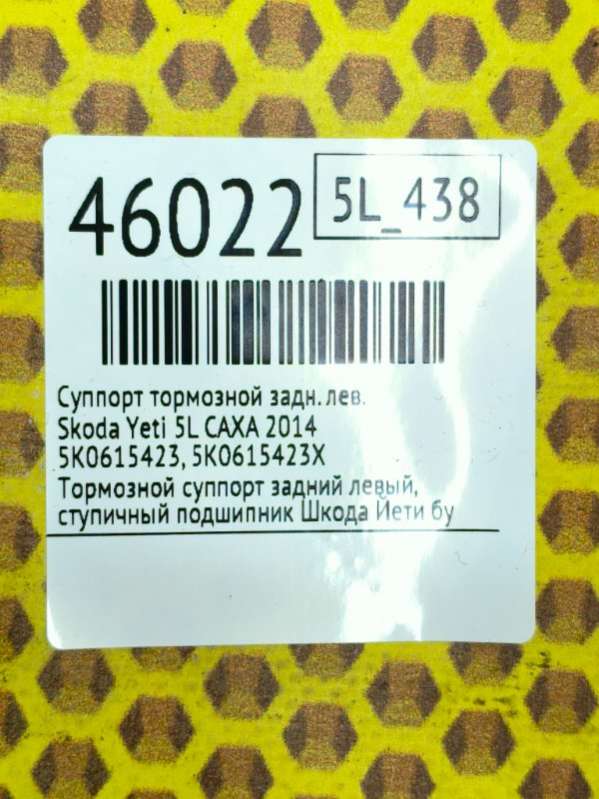 46022
5L_438
Суппорт тормозной задн.лев.
Skoda Yeti 5L CAXA 2014
5K0615423, 5K0615423X
Тормозной суппорт задний левый,
ступичный подшипник Шкода Йети бу